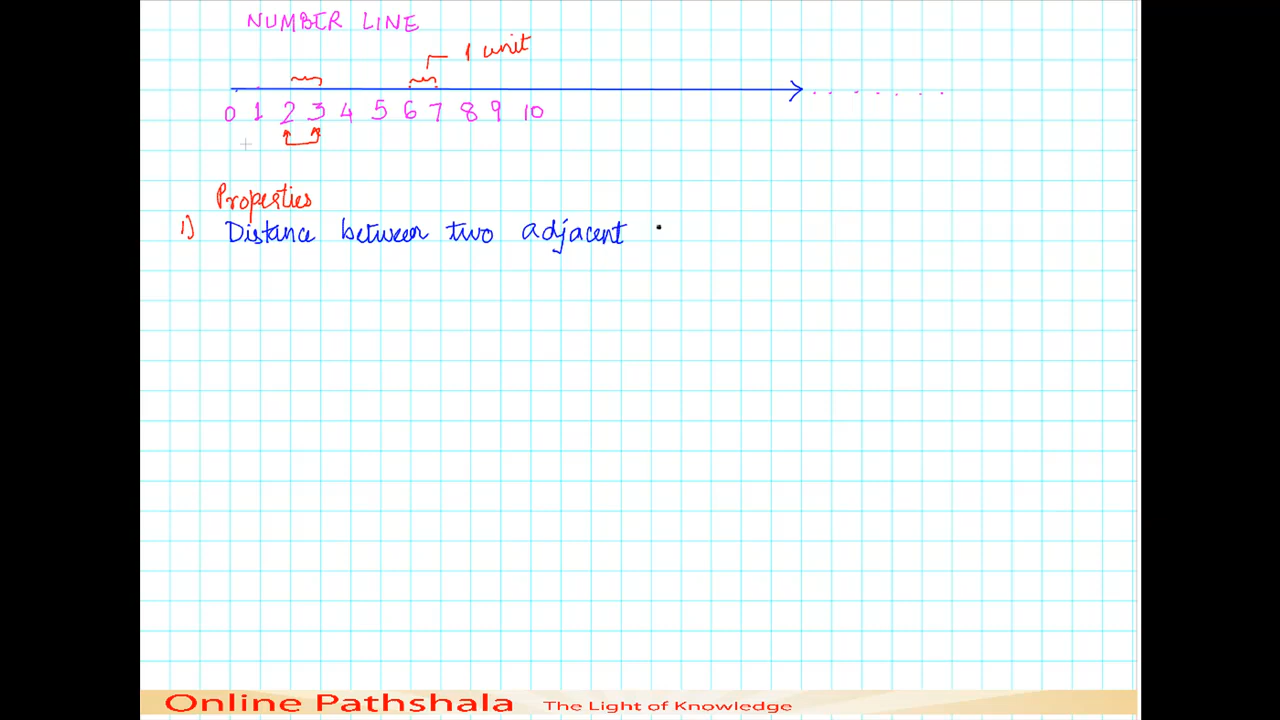 NUMBER LINE
1 unit
0 1 2 3 4 5 6 7 8 9 10
Properties
1) Distance between two adjacent
Online Pathshala The Light of Knowledge